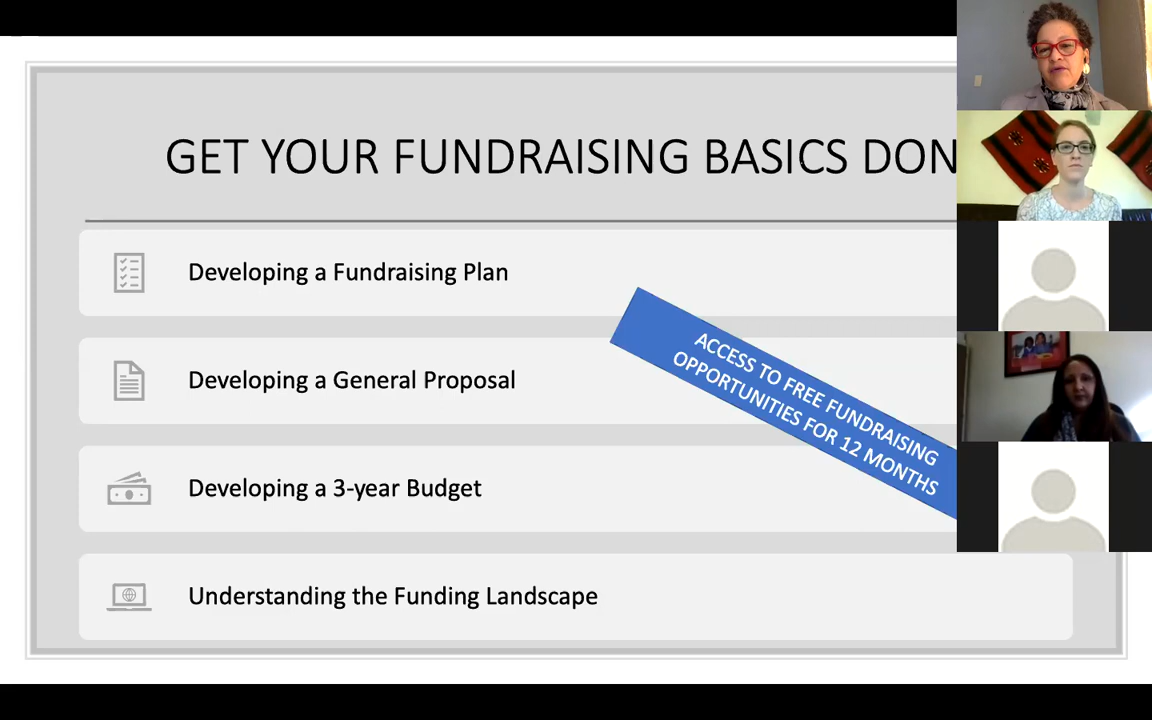 GET YOUR FUNDRAISING BASICS DON
Developing a Fundraising Plan
Developing a General Proposal
Developing a 3-year Budget
Understanding the Funding Landscape
ACCESS TO FREE FUNDRAISING
OPPORTUNITIES FOR 12 MONTHS